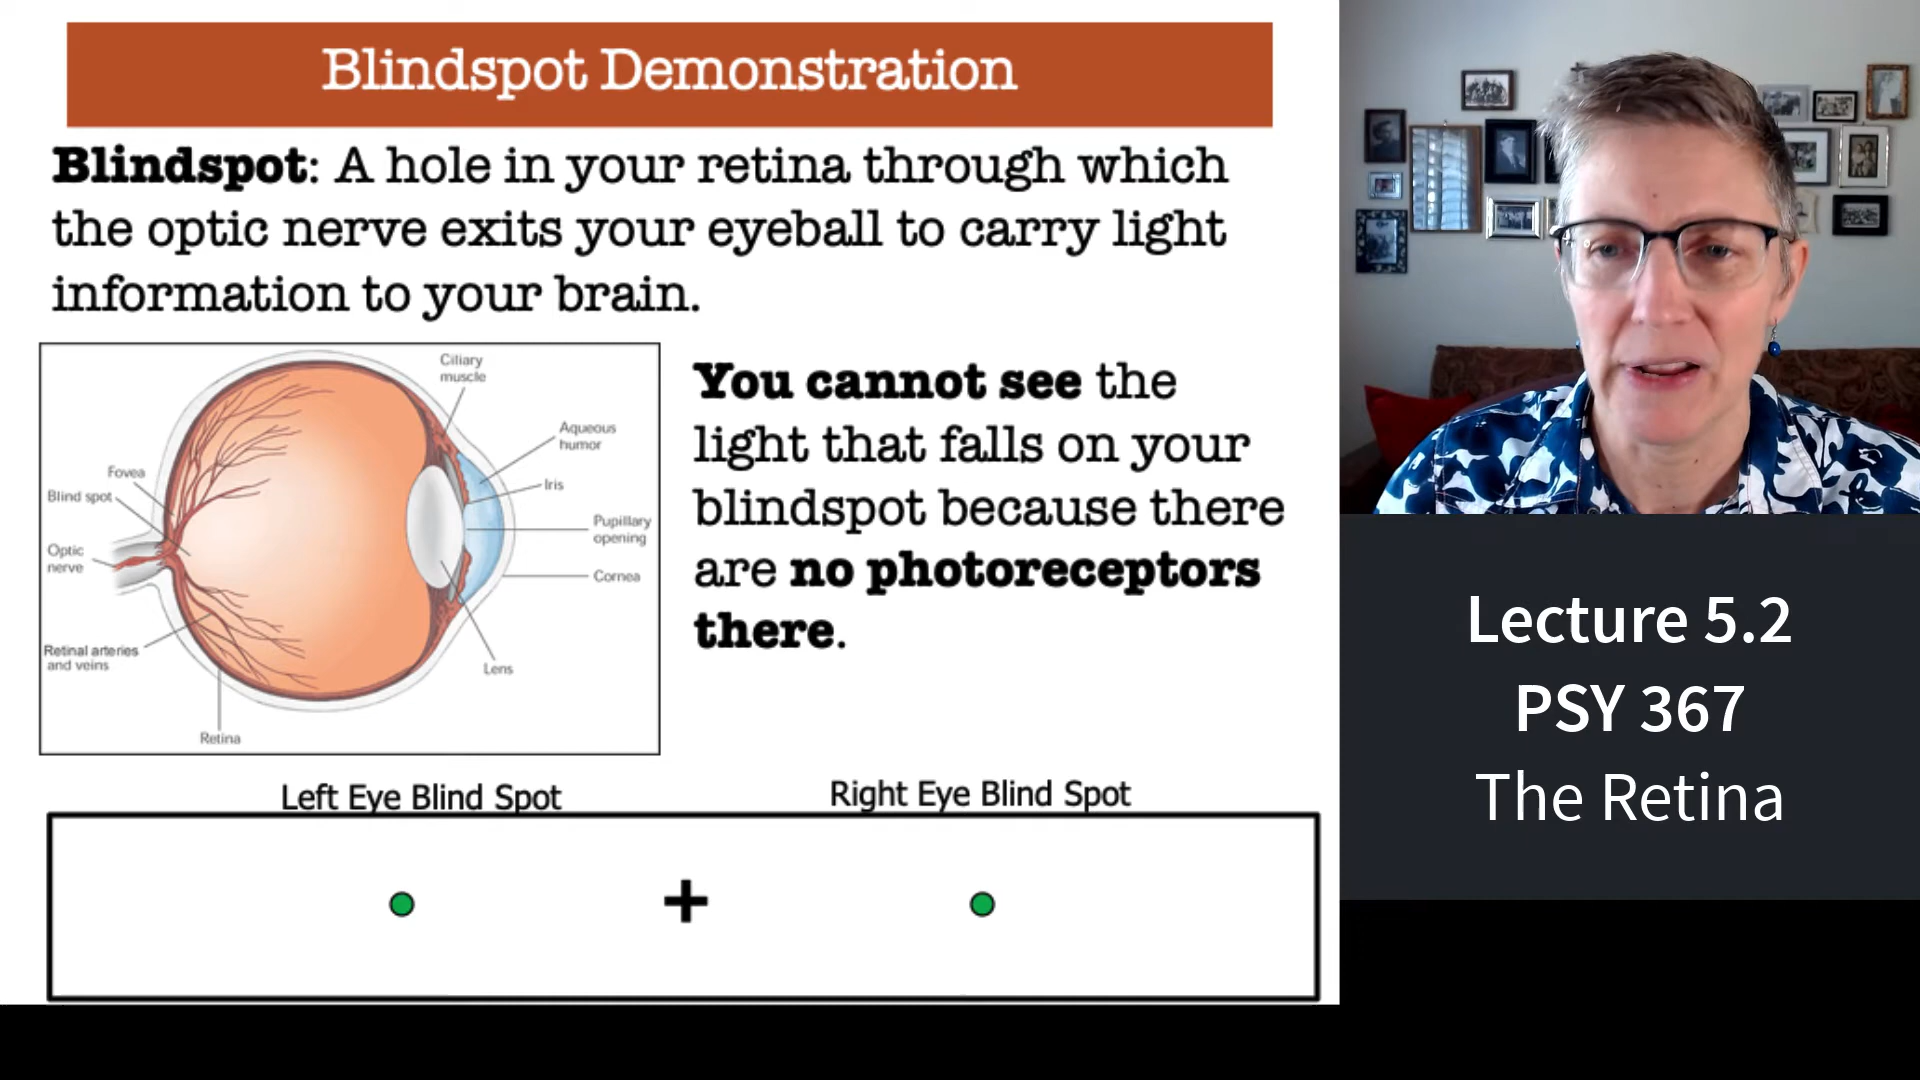 Blindspot Demonstration
Blindspot: A hole in your retina through which
the optic nerve exits your eyeball to carry light
information to your brain.
Ciliary
muscle
Aqueous
humor
Fovea
Iris
Blind spot
Pupillary
opening
Optic
nerve
Cornea
Retinal arteries
and veins
Lens
Retina
You cannot see the
light that falls on your
blindspot because there
are no photoreceptors
there.
Left Eye Blind Spot
Right Eye Blind Spot
+
Lecture 5.2
PSY 367
The Retina